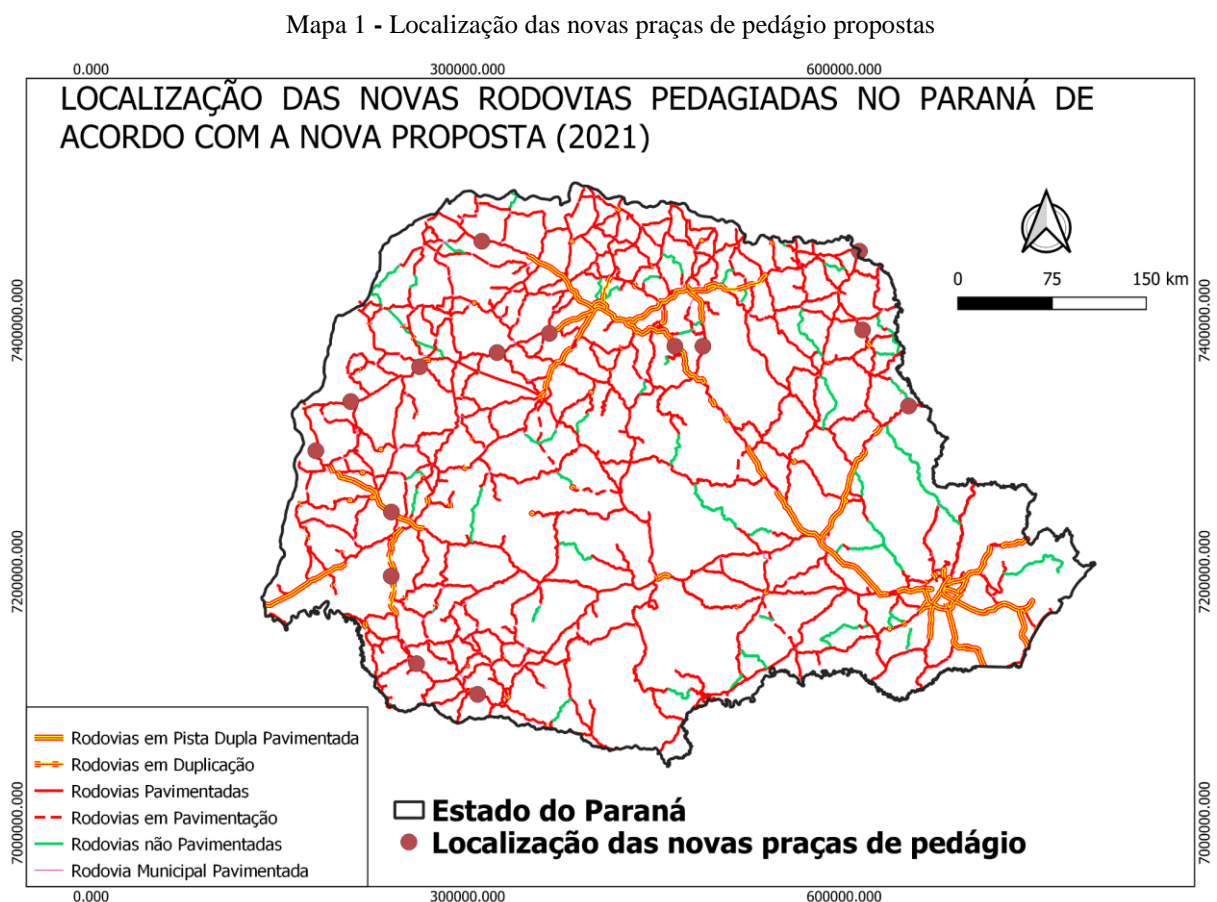 Mapa 1 - Localização das novas praças de pedágio propostas
0.000 300000.000 600000.000
LOCALIZAÇÃO DAS NOVAS RODOVIAS PEDAGIADAS NO PARANÁ DE
ACORDO COM A NOVA PROPOSTA (2021)
0 75 150 km
7400000.000
7400000.000
7200000.000
7200000.000
7000000.000
7000000.000
Rodovias em Pista Dupla Pavimentada
Rodovias em Duplicação
Rodovias Pavimentadas
Rodovias em Pavimentação
Rodovias não Pavimentadas
Rodovia Municipal Pavimentada
Estado do Paraná
Localização das novas praças de pedágio
0.000 300000.000 600000.000